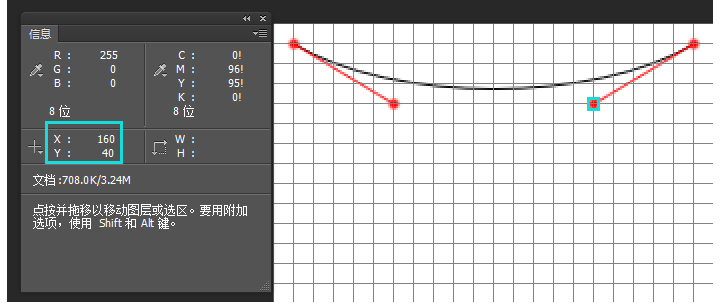 信息
R : 255
G : 0
B : 0
8 位
C : 0!
M : 96!
Y : 95!
K : 0!
8 位
X : 160
Y : 40
W :
H :
文档:708.0K/3.24M
点按并拖移以移动图层或选区。要用附加
选项，使用 Shift 和 Alt 键。